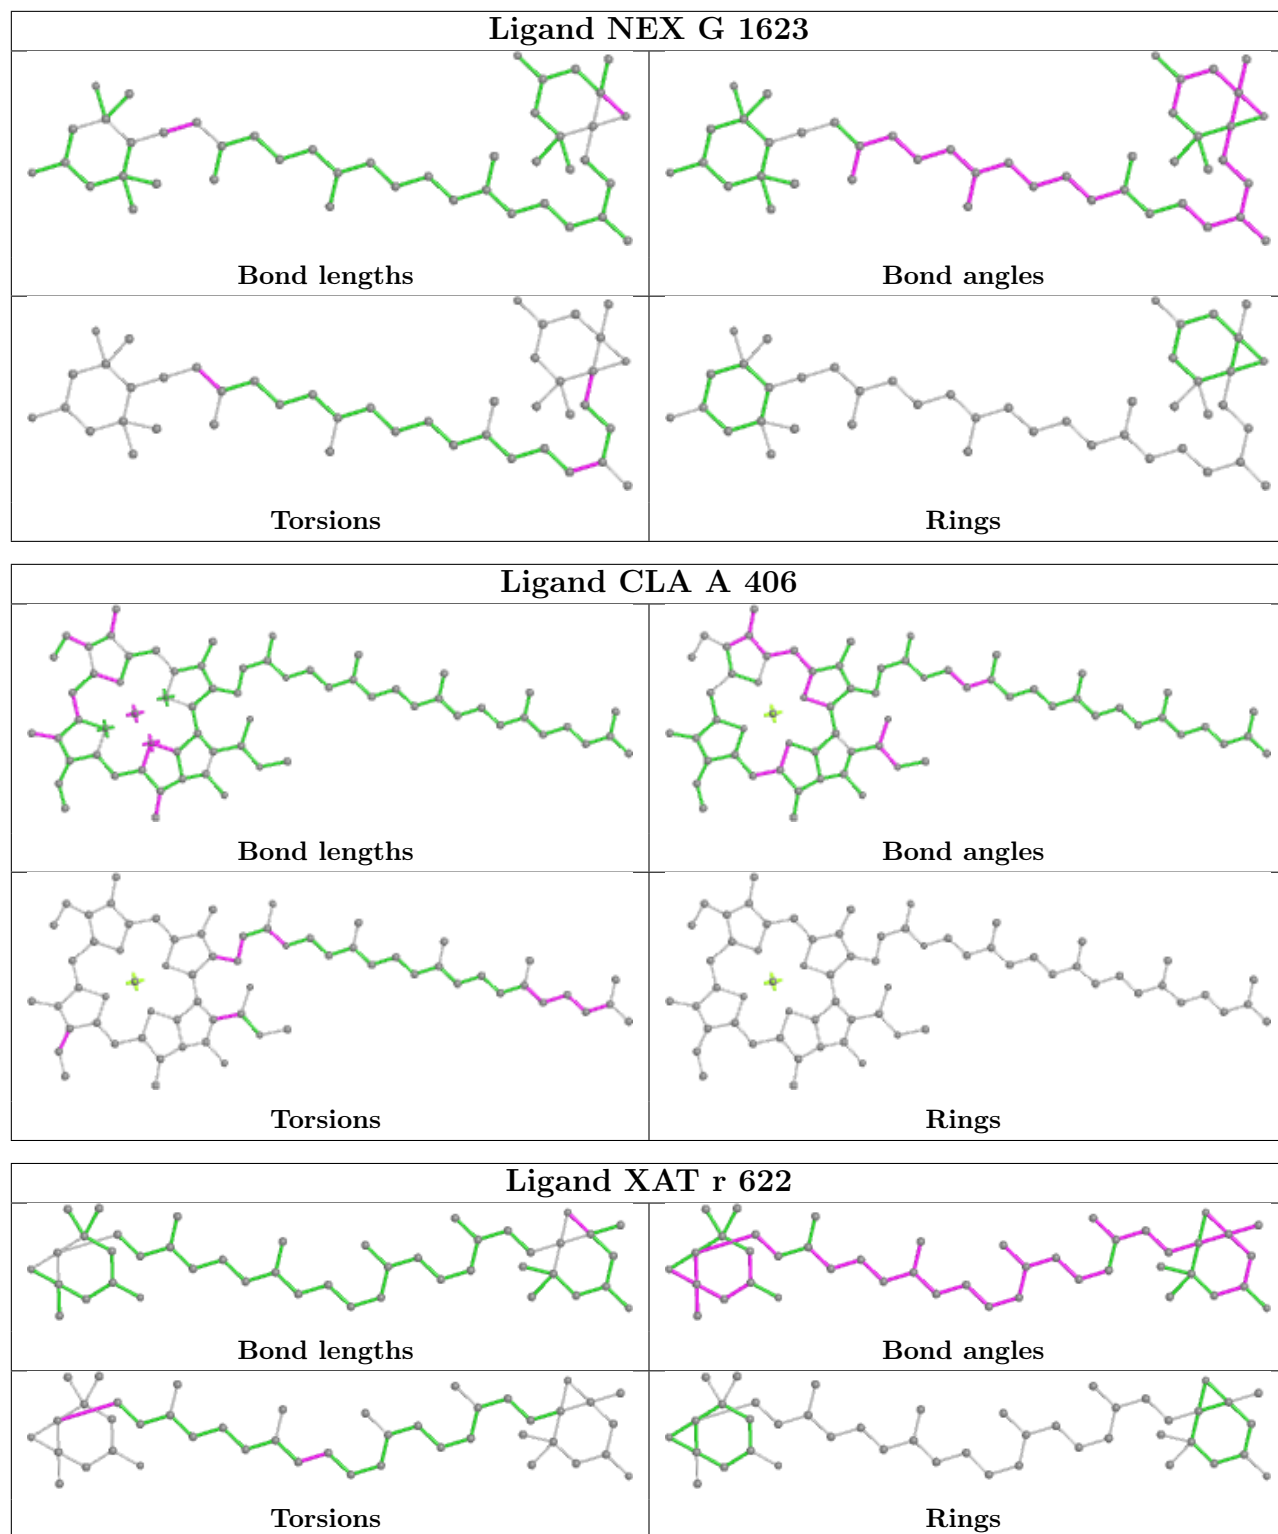 Ligand NEX G 1623
Bond lengths
Bond angles
Torsions
Rings
Ligand CLA A 406
Bond lengths
Bond angles
Torsions
Rings
Ligand XAT r 622
Bond lengths
Bond angles
Torsions
Rings